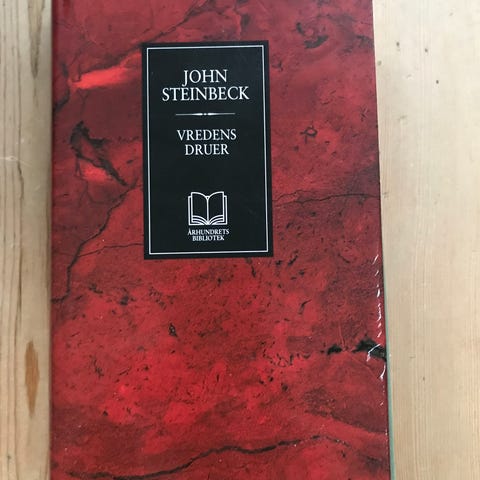 JOHN
STEINBECK
VREDENS
DRUER
ÅRHUNDRETS
BIBLIOTEK